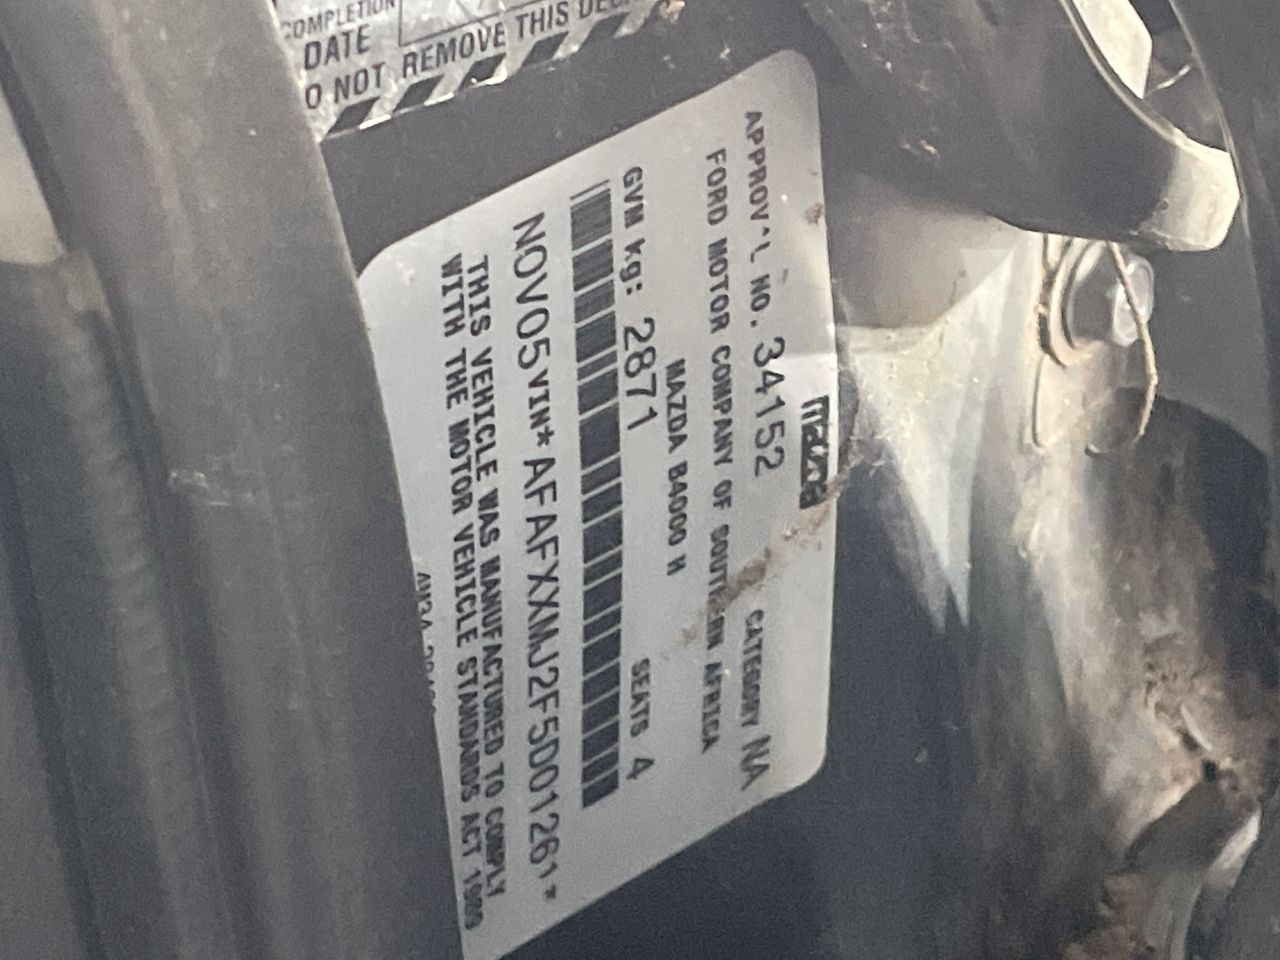 COMPLETION
DATE
DO NOT REMOVE THIS
mazda
APPROV'L NO. 34152 CATEGORY NA
FORD MOTOR COMPANY OF SOUTHERN AFRICA
MAZDA B4000 H
GVM kg: 2871 SEATS 4
NOV05 VIN*AFAFXXMJ2F5D01261*
THIS VEHICLE WAS MANUFACTURED TO COMPLY
WITH THE MOTOR VEHICLE STANDARDS ACT 1989